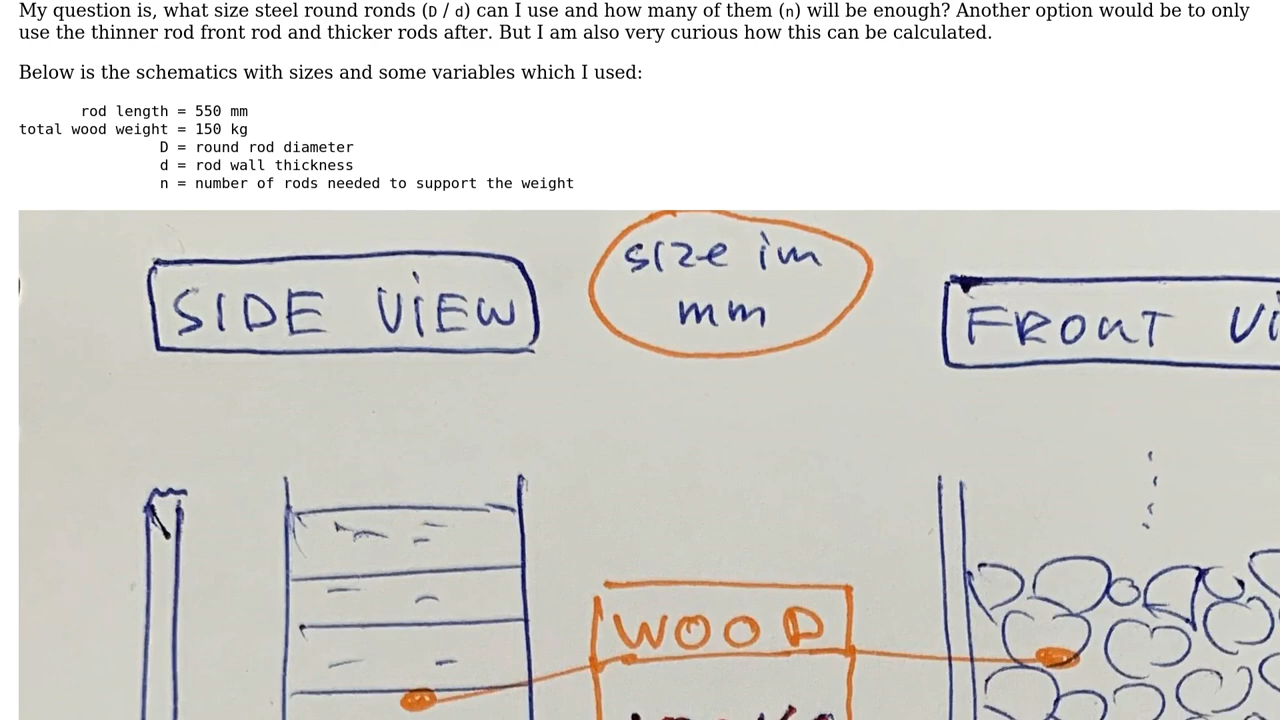 My question is, what size steel round ronds (D / d) can I use and how many of them (n) will be enough? Another option would be to only
use the thinner rod front rod and thicker rods after. But I am also very curious how this can be calculated.
Below is the schematics with sizes and some variables which I used:
rod length = 550 mm
total wood weight = 150 kg
D = round rod diameter
d = rod wall thickness
n = number of rods needed to support the weight
size in
mm
SIDE VIEW
FRONT
WOOD